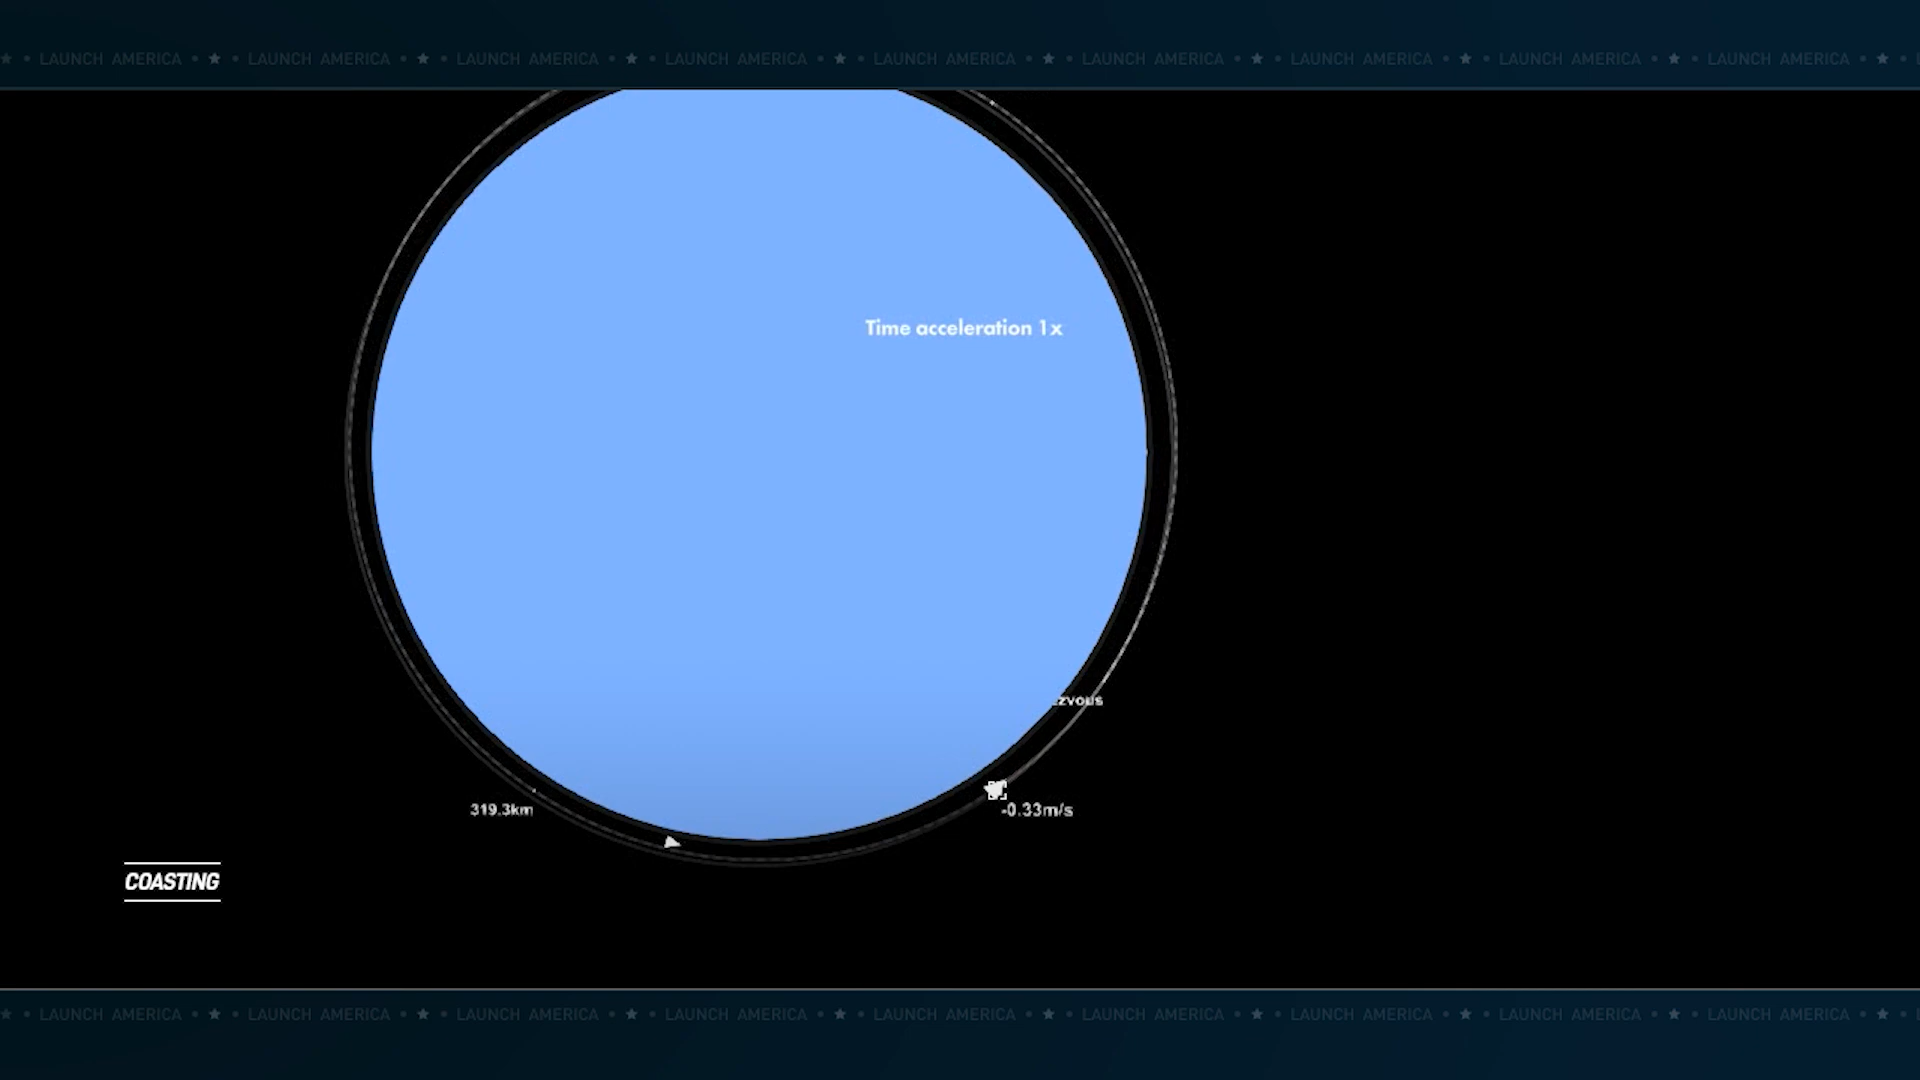 ★ • LAUNCH AMERICA • ★ • LAUNCH AMERICA • ★ • LAUNCH AMERICA • ★ • LAUNCH AMERICA • ★ • LAUNCH AMERICA • ★ • LAUNCH AMERICA • ★ • LAUNCH AMERICA • ★ • LAUNCH AMERICA • ★ • LAUNCH AMERICA • ★ •
Time acceleration 1x
zvous
319.3km
-0.33m/s
COASTING
★ • LAUNCH AMERICA • ★ • LAUNCH AMERICA • ★ • LAUNCH AMERICA • ★ • LAUNCH AMERICA • ★ • LAUNCH AMERICA • ★ • LAUNCH AMERICA • ★ • LAUNCH AMERICA • ★ • LAUNCH AMERICA • ★ • LAUNCH AMERICA • ★ •